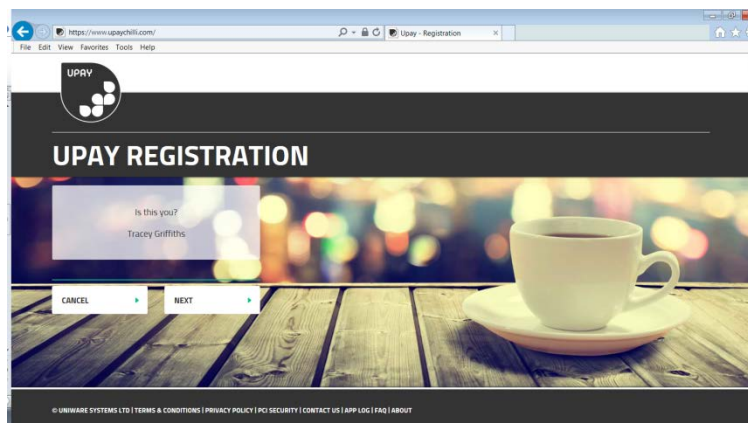 https://www.upaychilli.com/
Upay - Registration
File Edit View Favorites Tools Help
UPAY
UPAY REGISTRATION
Is this you?
Tracey Griffiths
CANCEL NEXT
© UNIWARE SYSTEMS LTD | TERMS & CONDITIONS | PRIVACY POLICY | PCI SECURITY | CONTACT US | APP LOG | FAQ | ABOUT